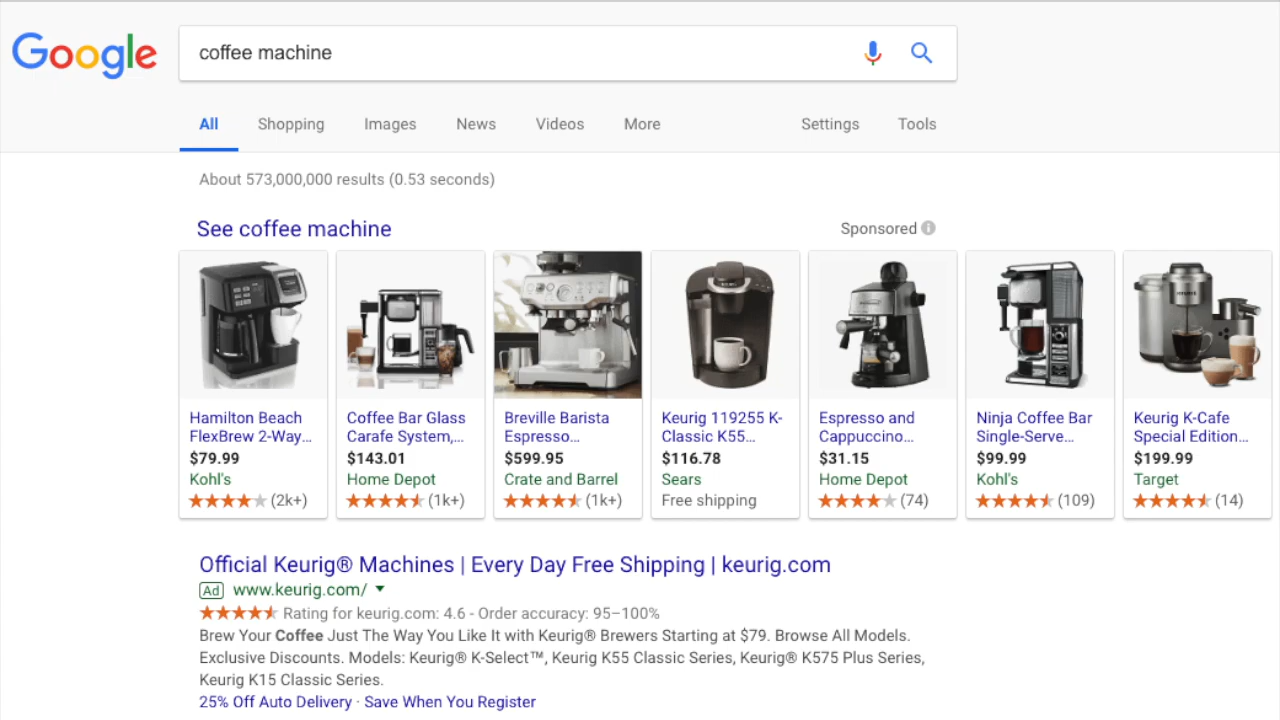 Google
coffee machine
All Shopping Images News Videos More Settings Tools
About 573,000,000 results (0.53 seconds)
See coffee machine
Sponsored
Hamilton Beach
FlexBrew 2-Way...
$79.99
Kohl's
(2k+)
Coffee Bar Glass
Carafe System,...
$143.01
Home Depot
(1k+)
Breville Barista
Espresso...
$599.95
Crate and Barrel
(1k+)
Keurig 119255 K-
Classic K55...
$116.78
Sears
Free shipping
Espresso and
Cappuccino...
$31.15
Home Depot
(74)
Ninja Coffee Bar
Single-Serve...
$99.99
Kohl's
(109)
Keurig K-Cafe
Special Edition...
$199.99
Target
(14)
Official Keurig® Machines | Every Day Free Shipping | keurig.com
Ad www.keurig.com/
Rating for keurig.com: 4.6 - Order accuracy: 95–100%
Brew Your Coffee Just The Way You Like It with Keurig® Brewers Starting at $79. Browse All Models.
Exclusive Discounts. Models: Keurig® K-Select™, Keurig K55 Classic Series, Keurig® K575 Plus Series,
Keurig K15 Classic Series.
25% Off Auto Delivery · Save When You Register